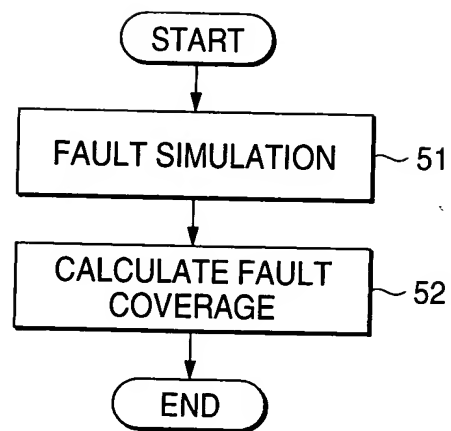 START
FAULT SIMULATION
51
CALCULATE FAULT
COVERAGE
52
END